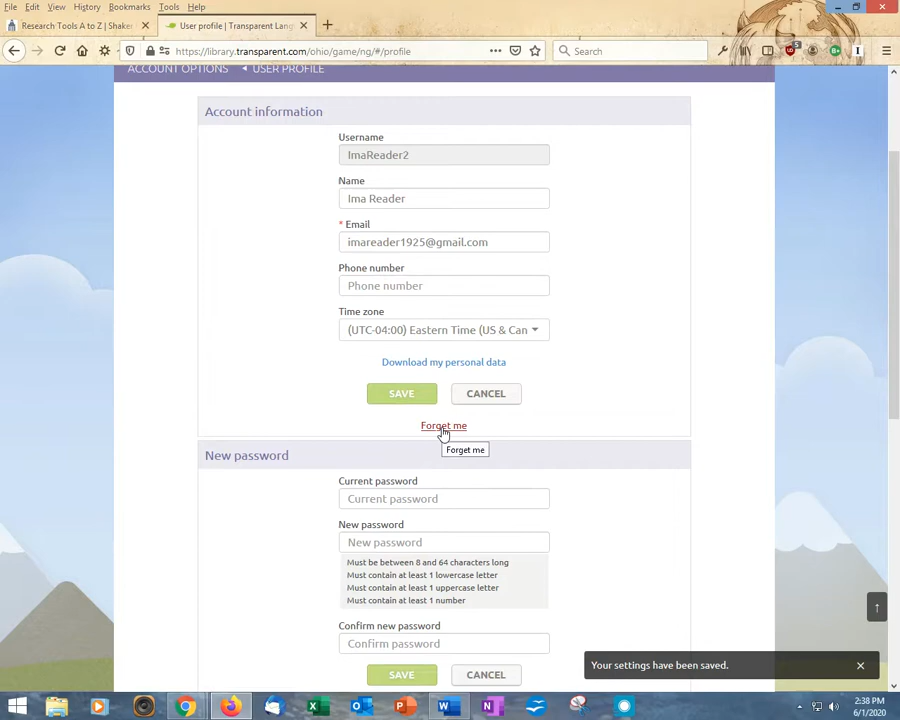 File Edit View History Bookmarks Tools Help
Research Tools A to Z | Shaker
User profile | Transparent Lang
https://library.transparent.com/ohio/game/ng/#/profile
Search
ACCOUNT OPTIONS USER PROFILE
Account information
Username
ImaReader2
Name
Ima Reader
* Email
imareader1925@gmail.com
Phone number
Phone number
Time zone
(UTC-04:00) Eastern Time (US & Can
Download my personal data
SAVE CANCEL
Forget me
Forget me
New password
Current password
Current password
New password
New password
Must be between 8 and 64 characters long
Must contain at least 1 lowercase letter
Must contain at least 1 uppercase letter
Must contain at least 1 number
Confirm new password
Confirm password
SAVE CANCEL
Your settings have been saved.
2:38 PM
6/1/2020